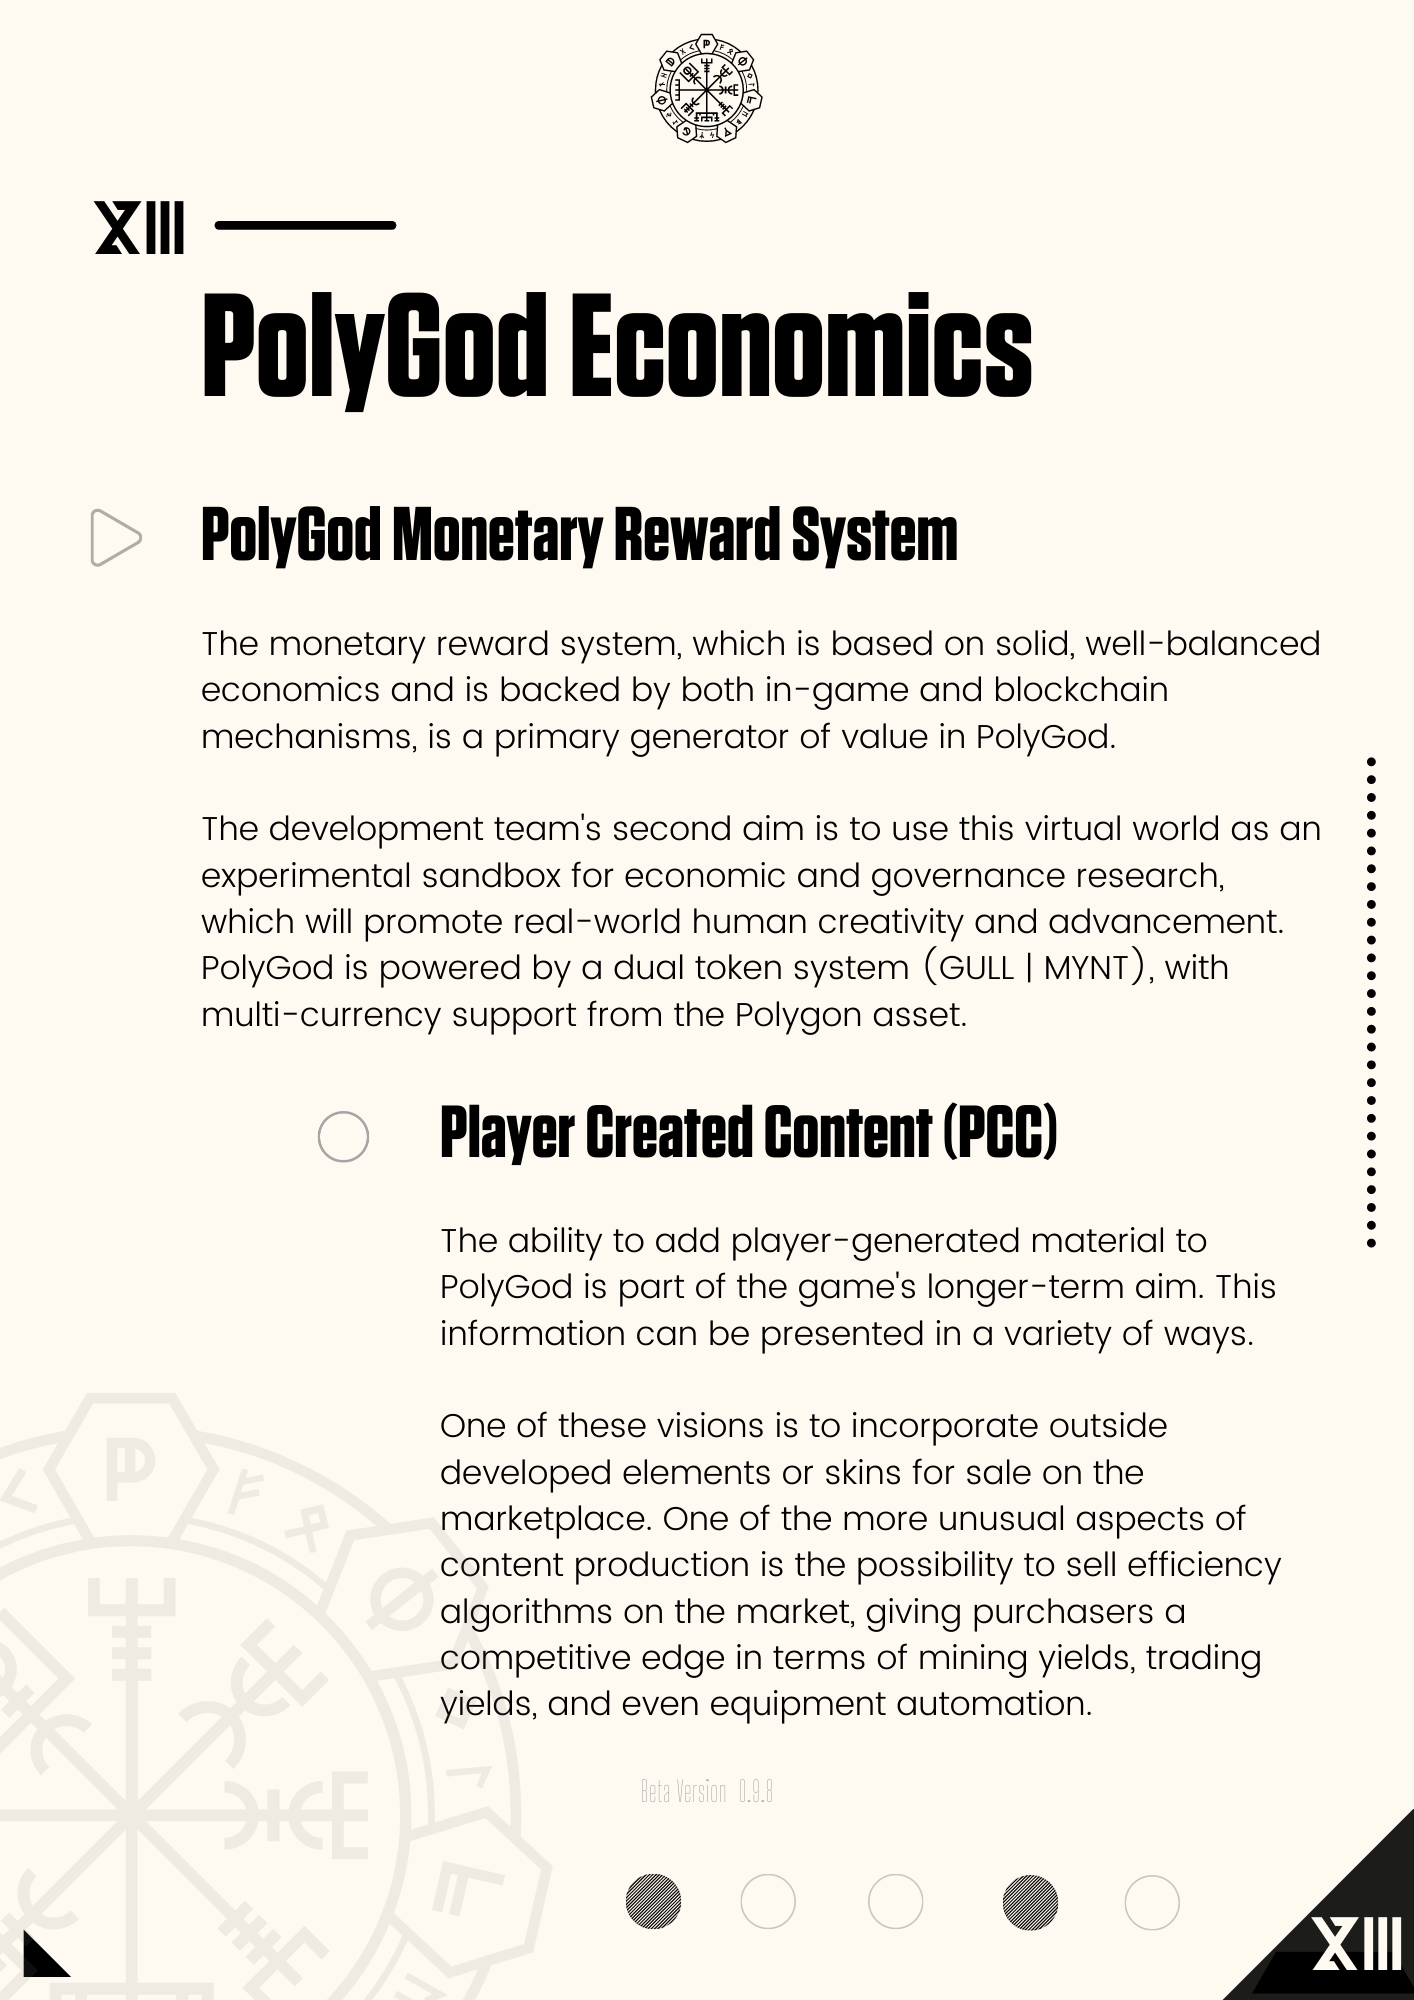 XIII
PolyGod Economics
PolyGod Monetary Reward System
The monetary reward system, which is based on solid, well-balanced
economics and is backed by both in-game and blockchain
mechanisms, is a primary generator of value in PolyGod.
The development team's second aim is to use this virtual world as an
experimental sandbox for economic and governance research,
which will promote real-world human creativity and advancement.
PolyGod is powered by a dual token system (GULL | MYNT), with
multi-currency support from the Polygon asset.
Player Created Content (PCC)
The ability to add player-generated material to
PolyGod is part of the game's longer-term aim. This
information can be presented in a variety of ways.
One of these visions is to incorporate outside
developed elements or skins for sale on the
marketplace. One of the more unusual aspects of
content production is the possibility to sell efficiency
algorithms on the market, giving purchasers a
competitive edge in terms of mining yields, trading
yields, and even equipment automation.
Beta Version 0.9.8
XIII